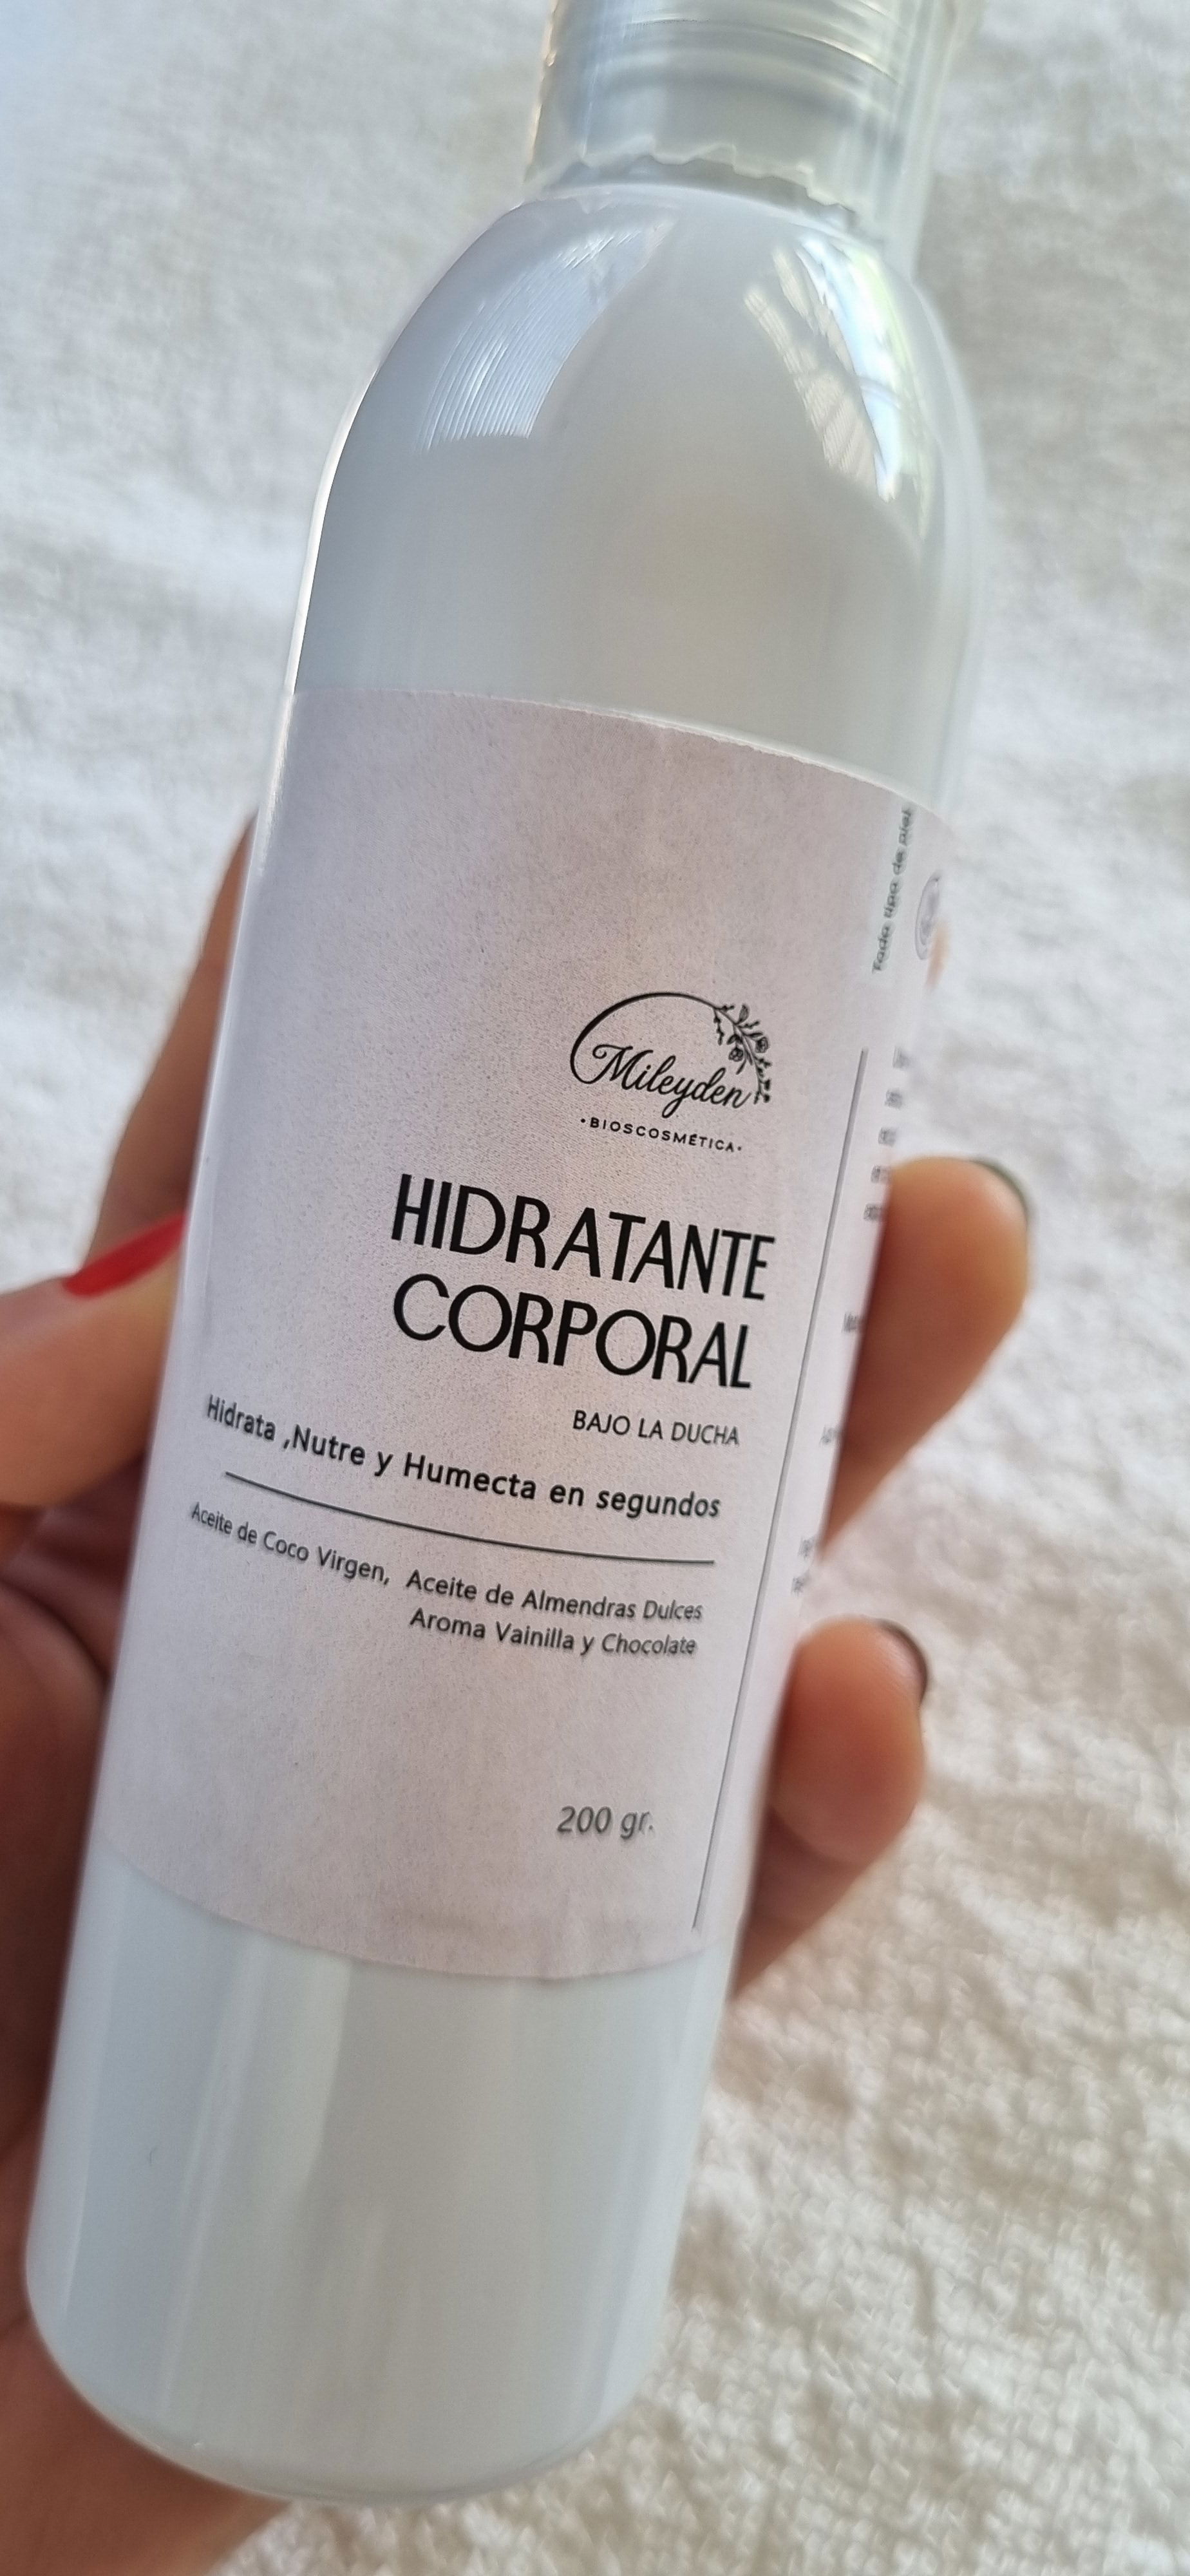 Mileyden
·BIOSCOSMÉTICA·
HIDRATANTE
CORPORAL
BAJO LA DUCHA
Hidrata ,Nutre y Humecta en segundos
Aceite de Coco Virgen, Aceite de Almendras Dulces
Aroma Vainilla y Chocolate
200 gr.
Todo tipo de piel